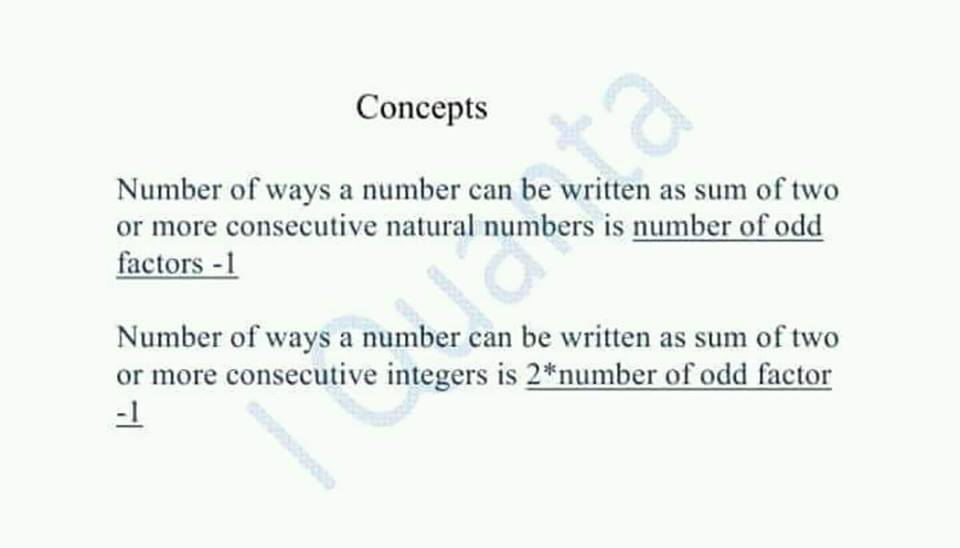 Concepts
Number of ways a number can be written as sum of two
or more consecutive natural numbers is number of odd
factors -1
Number of ways a number can be written as sum of two
or more consecutive integers is 2*number of odd factor
-1
I Quanta